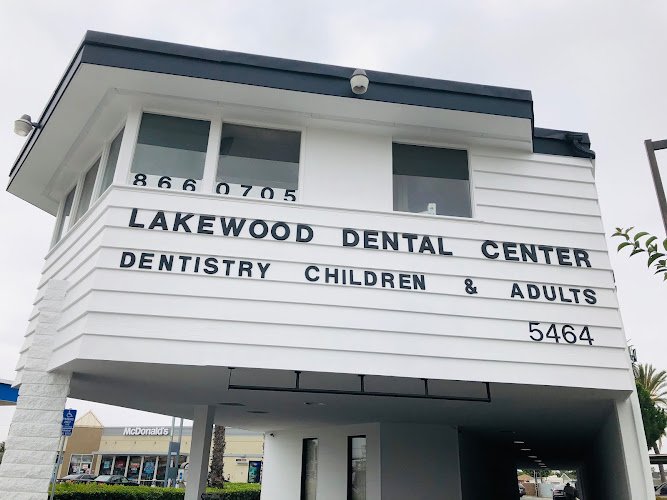 866 0705
LAKEWOOD DENTAL CENTER
DENTISTRY CHILDREN & ADULTS
5464
McDONALD'S